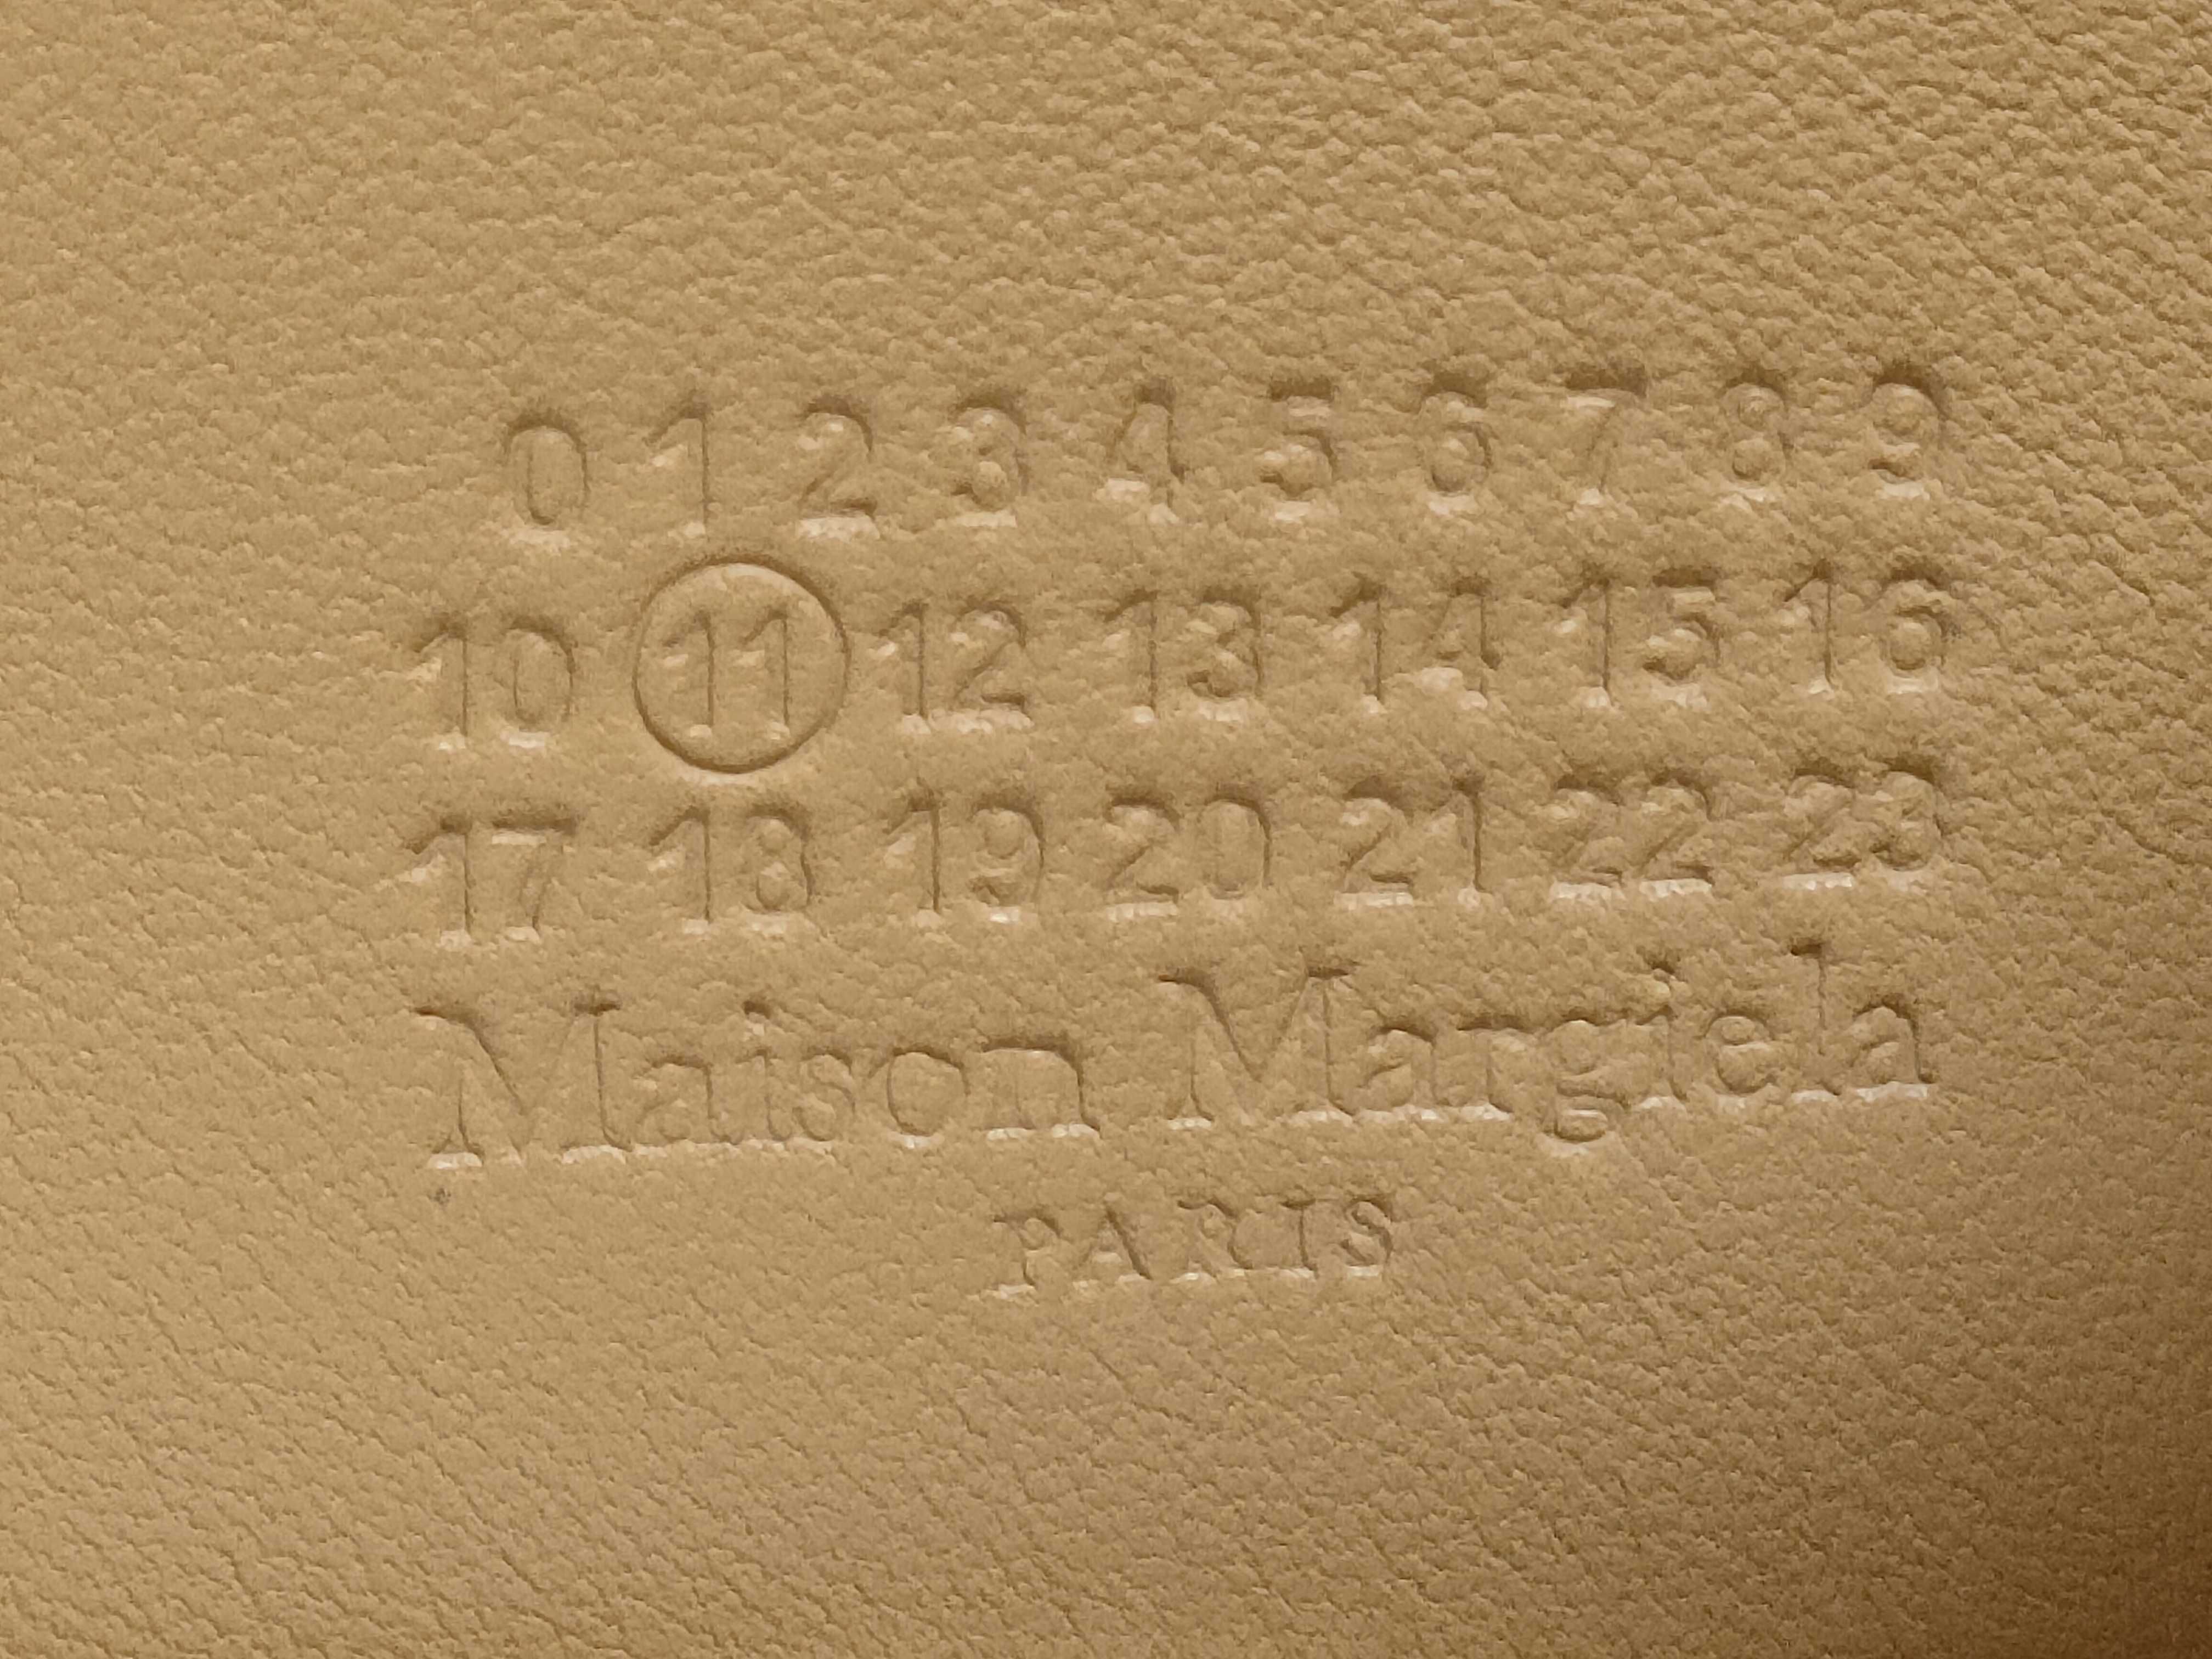 0 1 2 3 4 5 6 7 8 9
10 11 12 13 14 15 16
17 18 19 20 21 22 23
Maison Margiela
PARIS